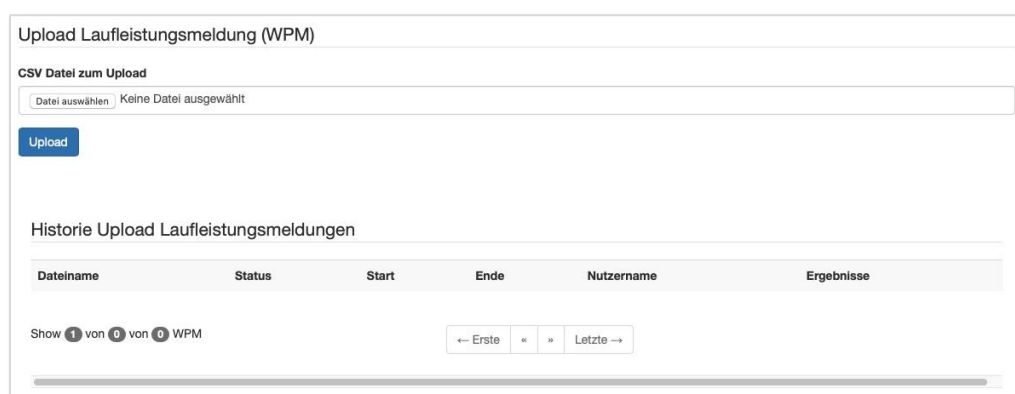 Upload Laufleistungsmeldung (WPM)
CSV Datei zum Upload
Datei auswählen Keine Datei ausgewählt
Upload
Historie Upload Laufleistungsmeldungen
Dateiname Status Start Ende Nutzername Ergebnisse
Show 1 von 0 von 0 WPM ← Erste « » Letzte →